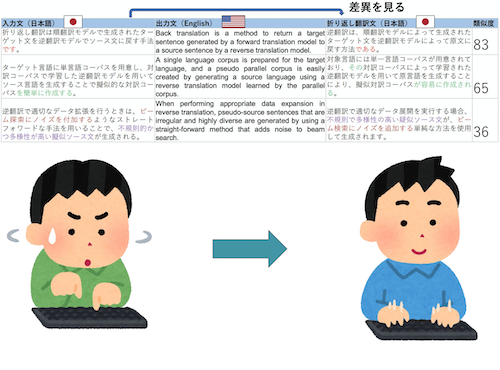 差異を見る
入力文（日本語）
出力文（English）
折り返し翻訳文（日本語）
類似度
折り返し翻訳は順翻訳モデルで生成されたターゲット文を逆翻訳モデルでソース文に戻す手法です。
Back translation is a method to return a target
sentence generated by a forward translation model to
a source sentence by a reverse translation model.
逆翻訳は、順翻訳モデルによって生成された
ターゲット文を逆翻訳モデルによって原文に
戻す方法である。
83
ターゲット言語に単言語コーパスを用意し、対
訳コーパスで学習した逆翻訳モデルを用いて
ソース言語を生成することで擬似的な対訳コー
パスを簡単に作成する。
A single language corpus is prepared for the target
language, and a pseudo parallel corpus is easily
created by generating a source language using a
reverse translation model learned by the parallel
corpus.
対象言語には単一言語コーパスが用意されて
おり、その対訳コーパスによって学習された
逆翻訳モデルを用いて原言語を生成すること
により、擬似対訳コーパスが容易に作成され
る。
65
逆翻訳で適切なデータ拡張を行うときは、ビー
ム探索にノイズを付加するようなストレート
フォワードな手法を用いることで、不規則的か
つ多様性が高い擬似ソース文が生成される。
When performing appropriate data expansion in
reverse translation, pseudo-source sentences that are
irregular and highly diverse are generated by using a
straight-forward method that adds noise to beam
search.
逆翻訳で適切なデータ展開を実行する場合、
不規則で多様性の高い疑似ソース文が、ビー
ム検索にノイズを追加する単純な方法を使用
して生成されます。
36